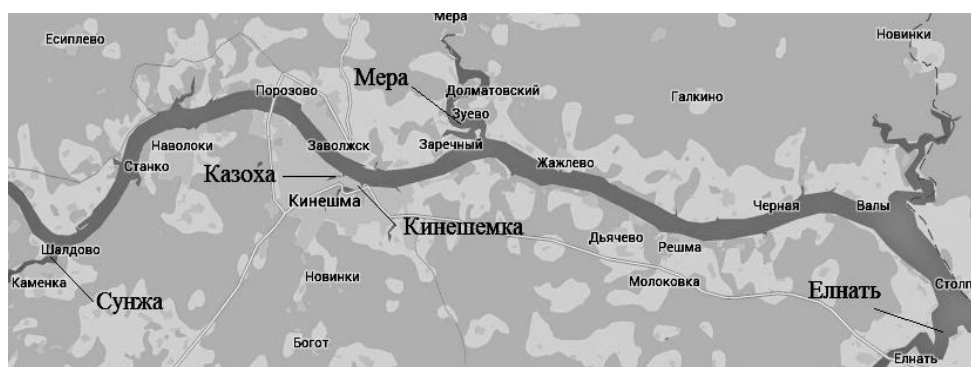 Мера
Есиплево
Новинки
Мера
Долматовский
Порозово
Зуево
Галкино
Наволоки
Заволжск
Заречный
Станко
Жажлево
Казоха
Кинешма
Черная
Валы
Кинешемка
Дьячево
Решма
Шалдово
Новинки
Молоковка
Каменка
Сунжа
Елнать
Столп
Богот
Елнать